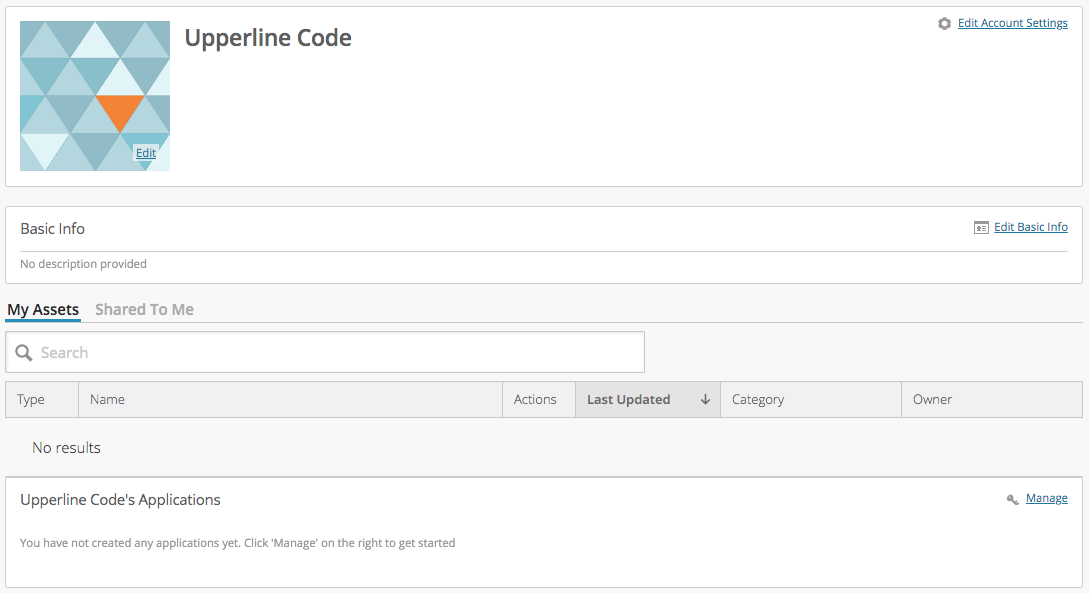 Upperline Code
Edit Account Settings
Edit
Basic Info
Edit Basic Info
No description provided
My Assets
Shared To Me
Search
Type Name Actions Last Updated Category Owner
No results
Upperline Code's Applications
Manage
You have not created any applications yet. Click 'Manage' on the right to get started